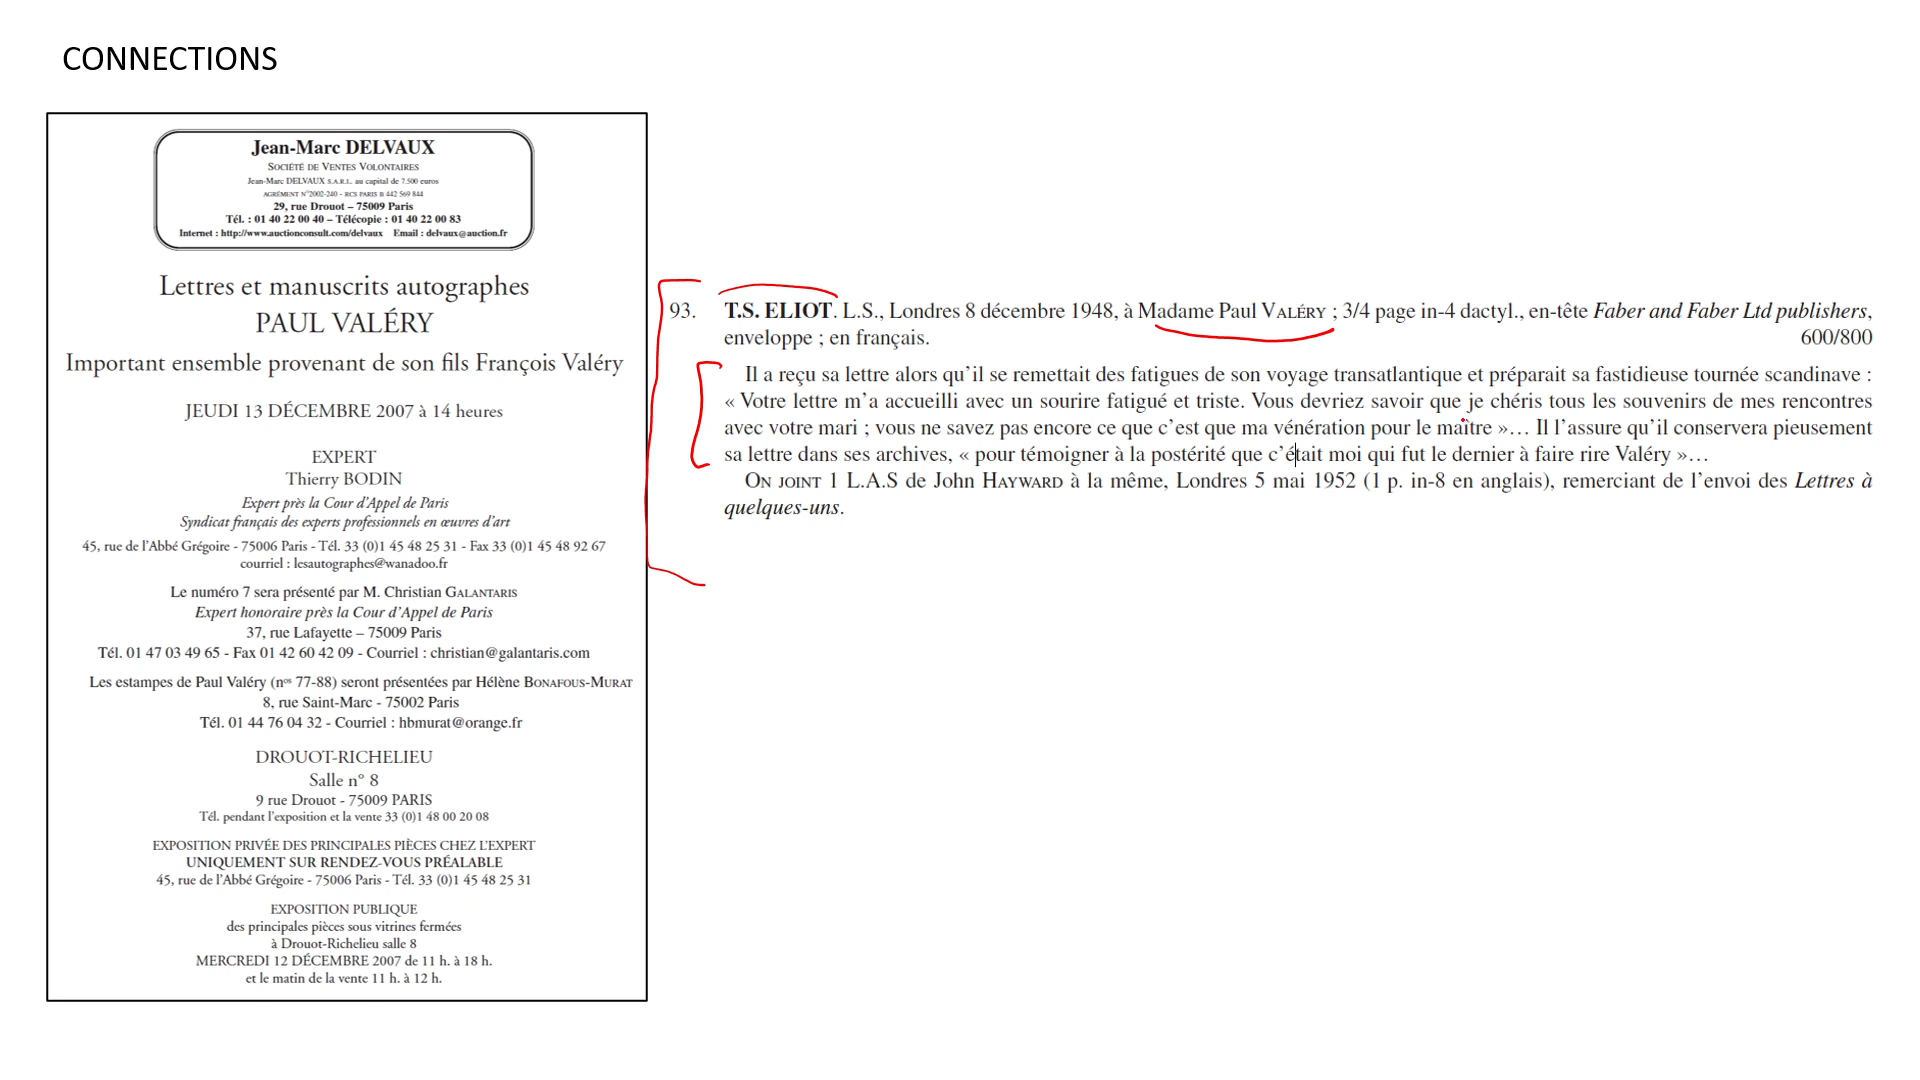 CONNECTIONS
Jean-Marc DELVAUX
SOCIÉTÉ DE VENTES VOLONTAIRES
Jean-Marc DELVAUX S.A.R.L. au capital de 7.500 euros
AGRÉMENT N°2002-240 - RCS PARIS B 442 569 844
29, rue Drouot – 75009 Paris
Tél. : 01 40 22 00 40 – Télécopie : 01 40 22 00 83
Internet : http://www.auctionconsult.com/delvaux Email : delvaux@auction.fr
Lettres et manuscrits autographes
PAUL VALÉRY
Important ensemble provenant de son fils François Valéry
JEUDI 13 DÉCEMBRE 2007 à 14 heures
EXPERT
Thierry BODIN
Expert près la Cour d'Appel de Paris
Syndicat français des experts professionnels en œuvres d'art
45, rue de l'Abbé Grégoire - 75006 Paris - Tél. 33 (0)1 45 48 25 31 - Fax 33 (0)1 45 48 92 67
courriel : lesautographes@wanadoo.fr
Le numéro 7 sera présenté par M. Christian GALANTARIS
Expert honoraire près la Cour d'Appel de Paris
37, rue Lafayette – 75009 Paris
Tél. 01 47 03 49 65 - Fax 01 42 60 42 09 - Courriel : christian@galantaris.com
Les estampes de Paul Valéry (nos 77-88) seront présentées par Hélène BONAFOUS-MURAT
8, rue Saint-Marc - 75002 Paris
Tél. 01 44 76 04 32 - Courriel : hbmurat@orange.fr
DROUOT-RICHELIEU
Salle n° 8
9 rue Drouot - 75009 PARIS
Tél. pendant l'exposition et la vente 33 (0)1 48 00 20 08
EXPOSITION PRIVÉE DES PRINCIPALES PIÈCES CHEZ L'EXPERT
UNIQUEMENT SUR RENDEZ-VOUS PRÉALABLE
45, rue de l'Abbé Grégoire - 75006 Paris - Tél. 33 (0)1 45 48 25 31
EXPOSITION PUBLIQUE
des principales pièces sous vitrines fermées
à Drouot-Richelieu salle 8
MERCREDI 12 DÉCEMBRE 2007 de 11 h. à 18 h.
et le matin de la vente 11 h. à 12 h.
93. T.S. ELIOT. L.S., Londres 8 décembre 1948, à Madame Paul VALÉRY ; 3/4 page in-4 dactyl., en-tête Faber and Faber Ltd publishers,
enveloppe ; en français. 600/800
Il a reçu sa lettre alors qu'il se remettait des fatigues de son voyage transatlantique et préparait sa fastidieuse tournée scandinave :
« Votre lettre m'a accueilli avec un sourire fatigué et triste. Vous devriez savoir que je chéris tous les souvenirs de mes rencontres
avec votre mari ; vous ne savez pas encore ce que c'est que ma vénération pour le maître »… Il l'assure qu'il conservera pieusement
sa lettre dans ses archives, « pour témoigner à la postérité que c'était moi qui fut le dernier à faire rire Valéry »…
ON JOINT 1 L.A.S de John HAYWARD à la même, Londres 5 mai 1952 (1 p. in-8 en anglais), remerciant de l'envoi des Lettres à
quelques-uns.